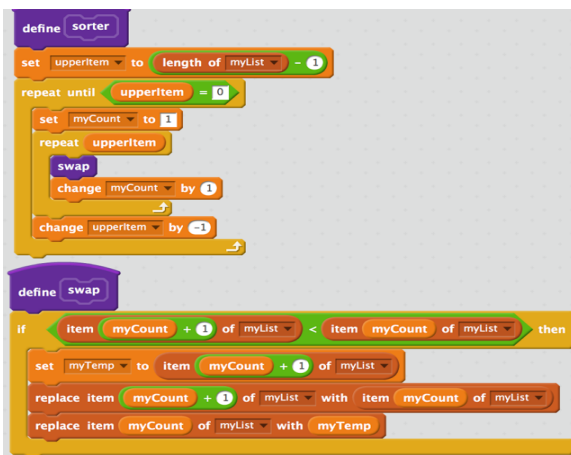 define sorter
set upperItem to length of myList - 1
repeat until upperItem = 0
set myCount to 1
repeat upperItem
swap
change myCount by 1
change upperItem by -1
define swap
if item myCount + 1 of myList < item myCount of myList then
set myTemp to item myCount + 1 of myList
replace item myCount + 1 of myList with item myCount of myList
replace item myCount of myList with myTemp